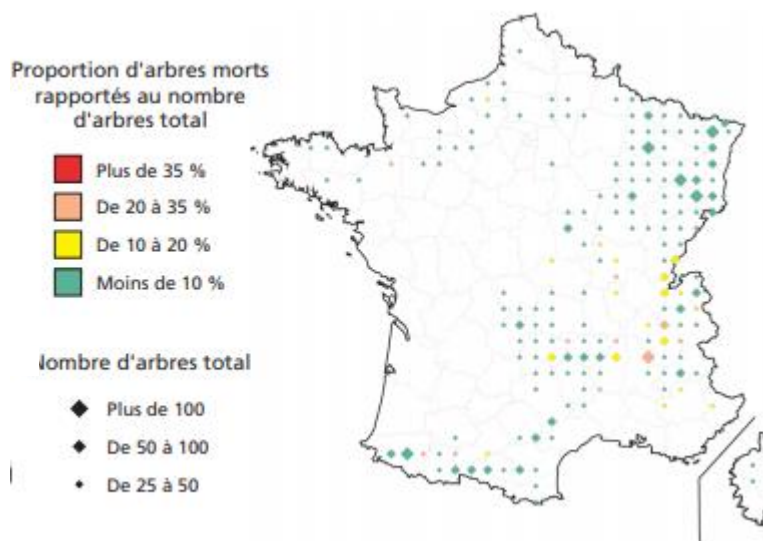 Proportion d'arbres morts
rapportés au nombre
d'arbres total
Plus de 35 %
De 20 à 35 %
De 10 à 20 %
Moins de 10 %
Nombre d'arbres total
Plus de 100
De 50 à 100
De 25 à 50